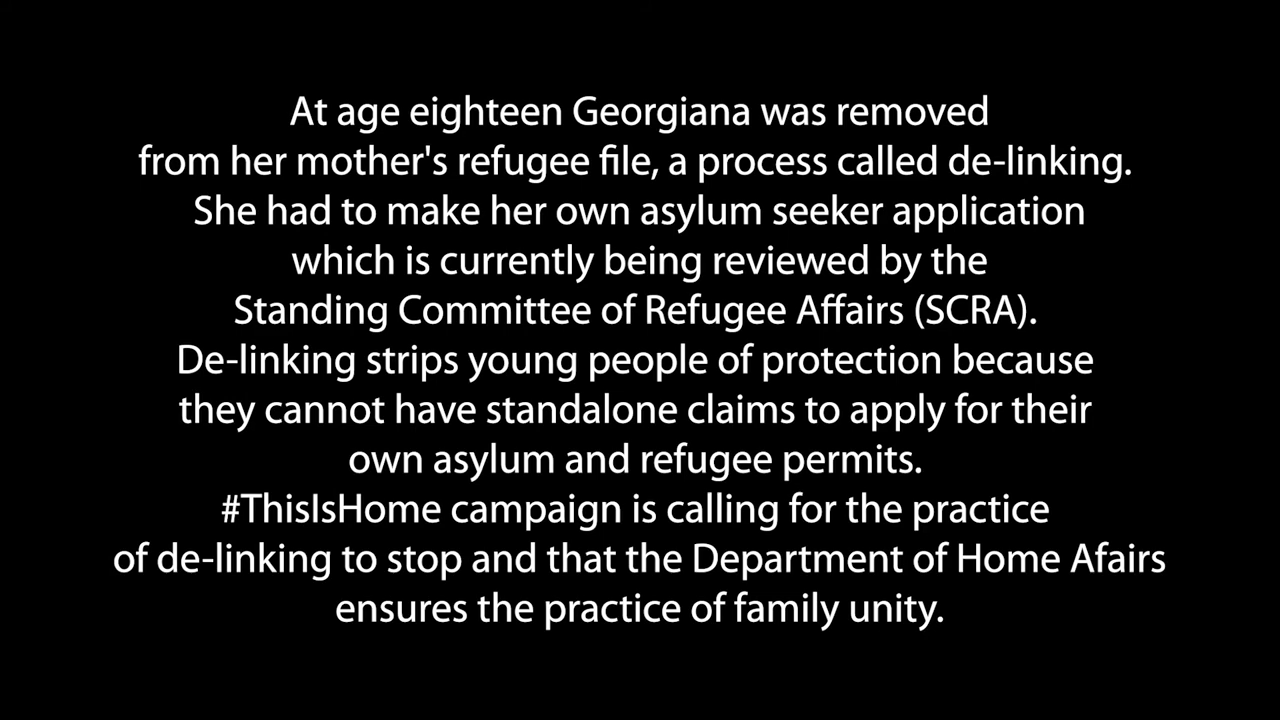 At age eighteen Georgiana was removed
from her mother's refugee file, a process called de-linking.
She had to make her own asylum seeker application
which is currently being reviewed by the
Standing Committee of Refugee Affairs (SCRA).
De-linking strips young people of protection because
they cannot have standalone claims to apply for their
own asylum and refugee permits.
#ThisIsHome campaign is calling for the practice
of de-linking to stop and that the Department of Home Afairs
ensures the practice of family unity.